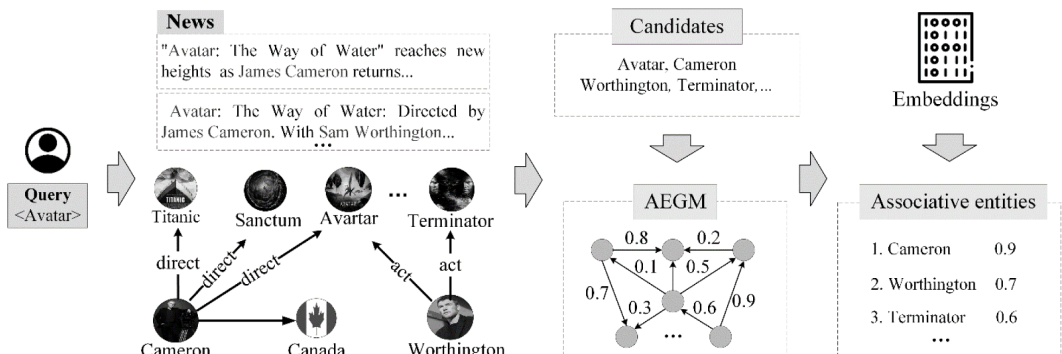 News
"Avatar: The Way of Water" reaches new
heights as James Cameron returns...
Avatar: The Way of Water: Directed by
James Cameron, With Sam Worthington...
...
Query
<Avatar>
TITANIC
AVATAR
...
Titanic
Sanctum
Avartar
Terminator
direct
direct
direct
act
act
Cameron
Canada
Worthington
Candidates
Avatar, Cameron
Worthington, Terminator,...
AEGM
0.8
0.2
0.1
0.5
0.7
0.3
0.6
0.9
...
Embeddings
Associative entities
1. Cameron 0.9
2. Worthington 0.7
3. Terminator 0.6
...